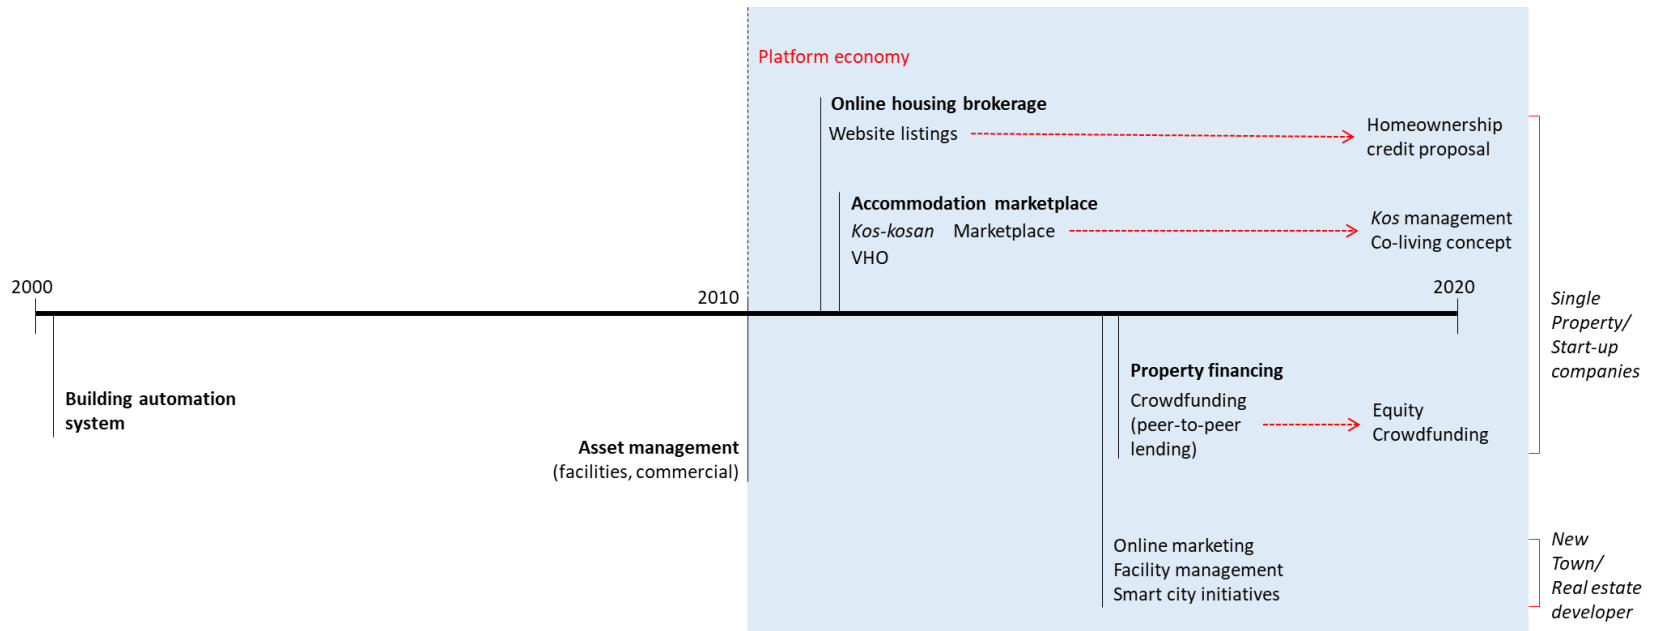 Platform economy
Online housing brokerage
Website listings
Homeownership
credit proposal
Accommodation marketplace
Kos-kosan Marketplace
VHO
Kos management
Co-living concept
2000
2010
2020
Building automation
system
Asset management
(facilities, commercial)
Property financing
Crowdfunding
(peer-to-peer
lending)
Equity
Crowdfunding
Online marketing
Facility management
Smart city initiatives
Single
Property/
Start-up
companies
New
Town/
Real estate
developer